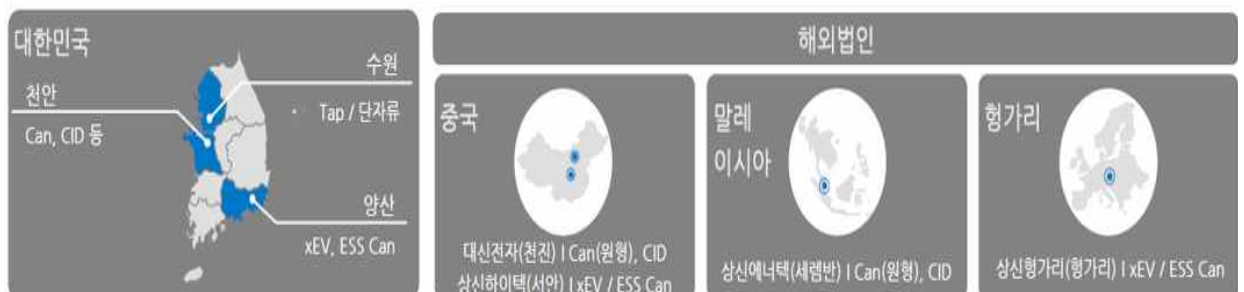 대한민국
수원
Tap / 단자류
천안
Can, CID 등
양산
xEV, ESS Can
해외법인
중국
대신전자(천진) I Can(원형), CID
상신하이텍(서안) I xEV / ESS Can
말레
이시아
상신에너텍(세렘반) I Can(원형), CID
헝가리
상신헝가리(헝가리) I xEV / ESS Can